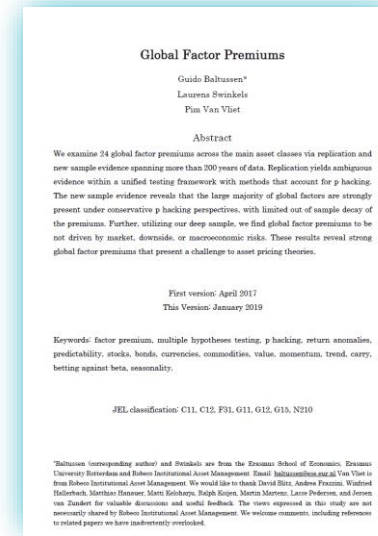 Global Factor Premiums
Guido Baltussen*
Laurens Swinkels
Pim Van Vliet
Abstract
We examine 24 global factor premiums across the main asset classes via replication and
new sample evidence spanning more than 200 years of data. Replication yields ambiguous
evidence within a unified testing framework with methods that account for p hacking.
The new sample evidence reveals that the large majority of global factors are strongly
present under conservative p hacking perspectives, with limited out of sample decay of
the premiums. Further, utilizing our deep sample, we find global factor premiums to be
not driven by market, downside, or macroeconomic risks. These results reveal strong
global factor premiums that present a challenge to asset pricing theories.
First version: April 2017
This Version: January 2019
Keywords: factor premium, multiple hypotheses testing, p hacking, return anomalies,
predictability, stocks, bonds, currencies, commodities, value, momentum, trend, carry,
betting against beta, seasonality.
JEL classification: C11, C12, F31, G11, G12, G15, N210
*Baltussen (corresponding author) and Swinkels are from the Erasmus School of Economics, Erasmus
University Rotterdam and Robeco Institutional Asset Management. Email: baltussen@ese.eur.nl Van Vliet is
from Robeco Institutional Asset Management. We would like to thank David Blitz, Andrea Frazzini, Winfried
Hallerbach, Matthias Hanauer, Matti Keloharju, Ralph Koijen, Martin Martens, Lasse Pedersen, and Jeroen
van Zundert for valuable discussions and useful feedback. The views expressed in this study are not
necessarily shared by Robeco Institutional Asset Management. We welcome comments, including references
to related papers we have inadvertently overlooked.